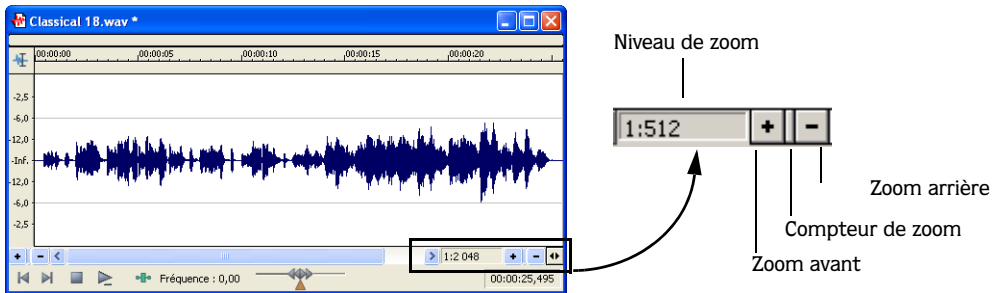 Classical 18.wav *
00:00:00 00:00:05 00:00:10 00:00:15 00:00:20
-2,5
-6,0
-12,0
-Inf.
-12,0
-6,0
-2,5
1:2 048
Fréquence : 0,00
00:00:25,495
Niveau de zoom
1:512
Zoom arrière
Compteur de zoom
Zoom avant